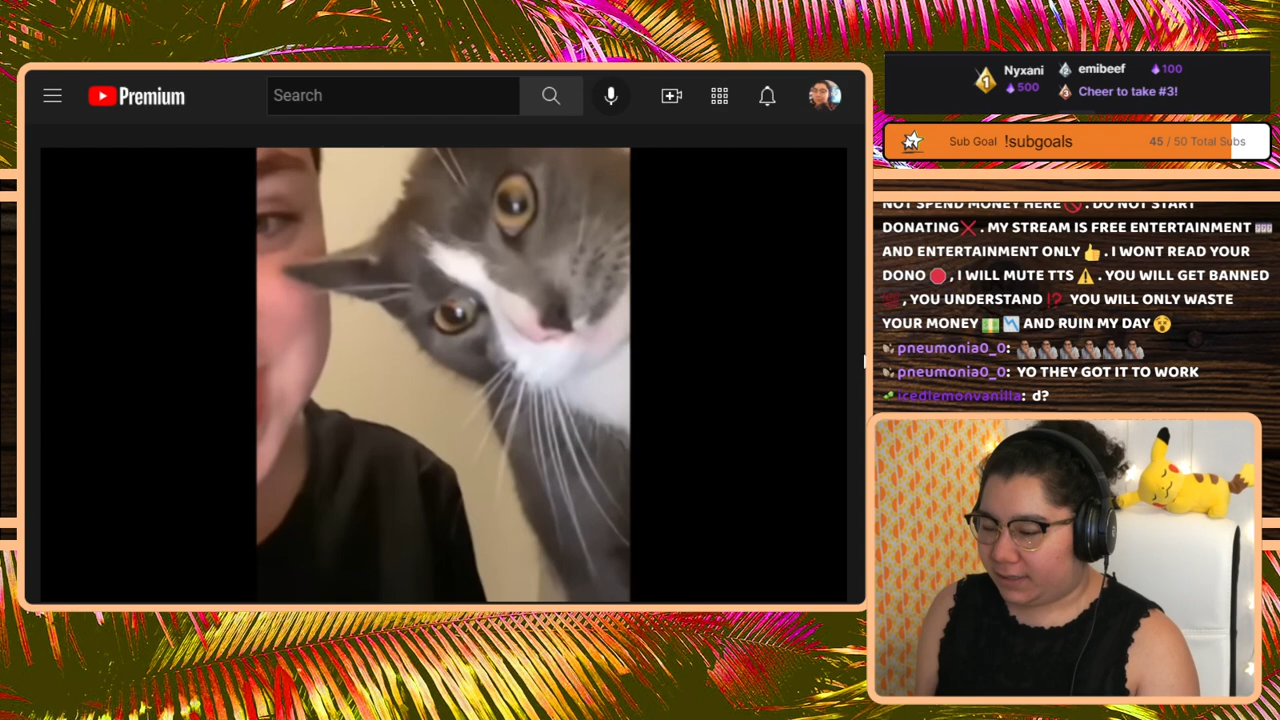 Premium
Search
Nyxani
500
emibeef 100
Cheer to take #3!
Sub Goal !subgoals 45 / 50 Total Subs
NOT SPEND MONEY HERE🚫. DO NOT START
DONATING❌. MY STREAM IS FREE ENTERTAINMENT
AND ENTERTAINMENT ONLY 👍. I WONT READ YOUR
DONO 🛑, I WILL MUTE TTS ⚠️. YOU WILL GET BANNED
💯, YOU UNDERSTAND ⁉️ YOU WILL ONLY WASTE
YOUR MONEY 💵 📉 AND RUIN MY DAY 😯
pneumonia0_0:
pneumonia0_0: YO THEY GOT IT TO WORK
icedlemonvanilla: d?